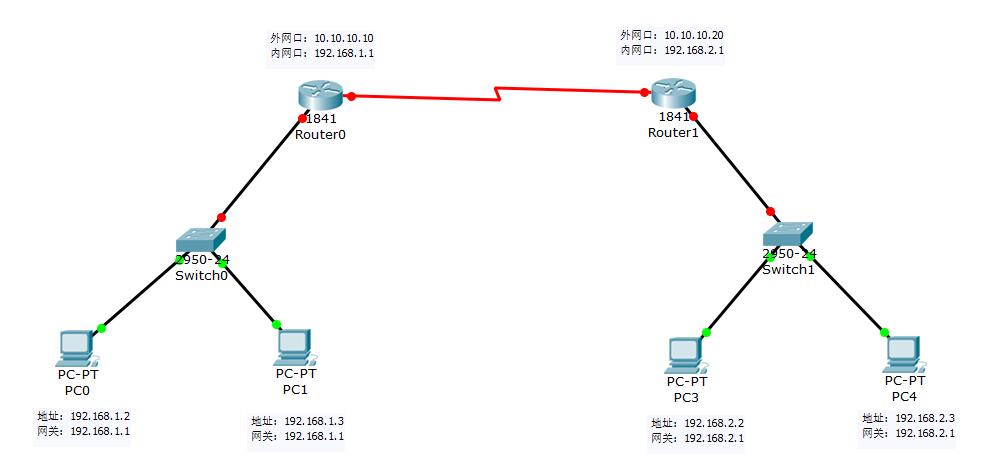 外网口：10.10.10.10
内网口：192.168.1.1
外网口：10.10.10.20
内网口：192.168.2.1
1841
Router0
1841
Router1
2950-24
Switch0
2950-24
Switch1
PC-PT
PC0
PC-PT
PC1
PC-PT
PC3
PC-PT
PC4
地址：192.168.1.2
网关：192.168.1.1
地址：192.168.1.3
网关：192.168.1.1
地址：192.168.2.2
网关：192.168.2.1
地址：192.168.2.3
网关：192.168.2.1